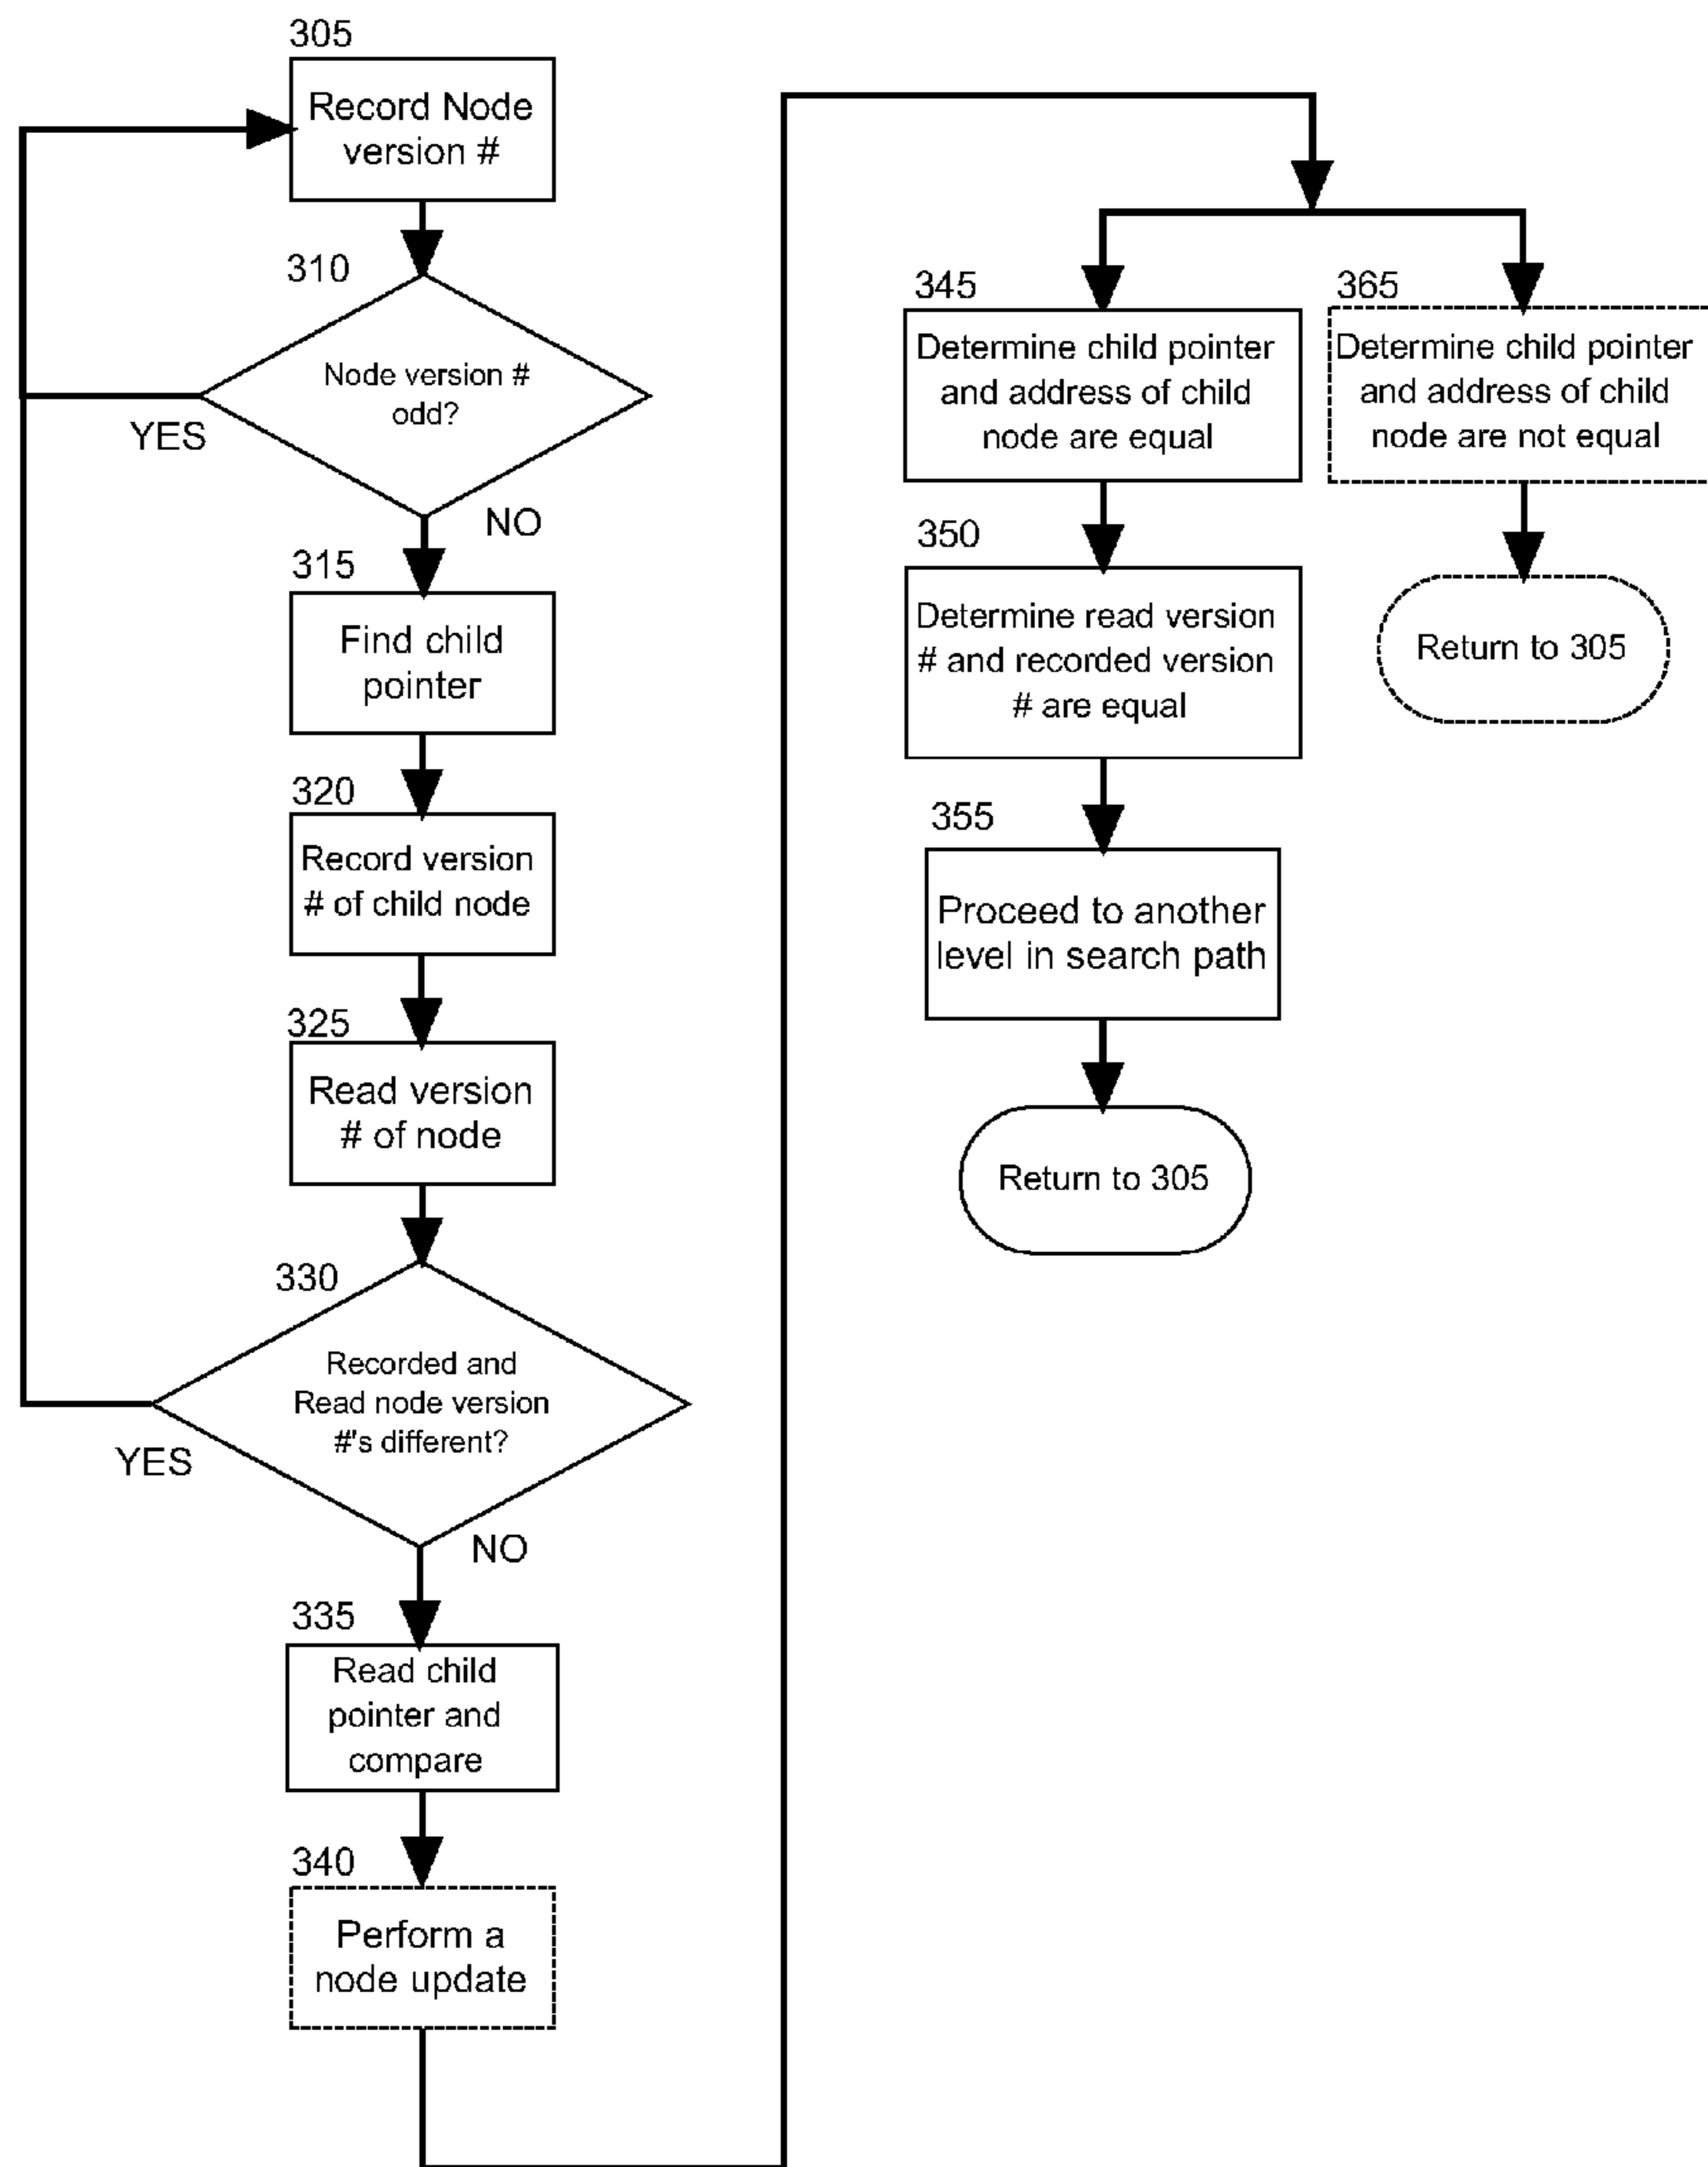 305
Record Node
version #
310
Node version #
odd?
YES
NO
315
Find child
pointer
320
Record version
# of child node
325
Read version
# of node
330
Recorded and
Read node version
#'s different?
YES
NO
335
Read child
pointer and
compare
340
Perform a
node update
345
Determine child pointer
and address of child
node are equal
350
Determine read version
# and recorded version
# are equal
355
Proceed to another
level in search path
Return to 305
365
Determine child pointer
and address of child
node are not equal
Return to 305